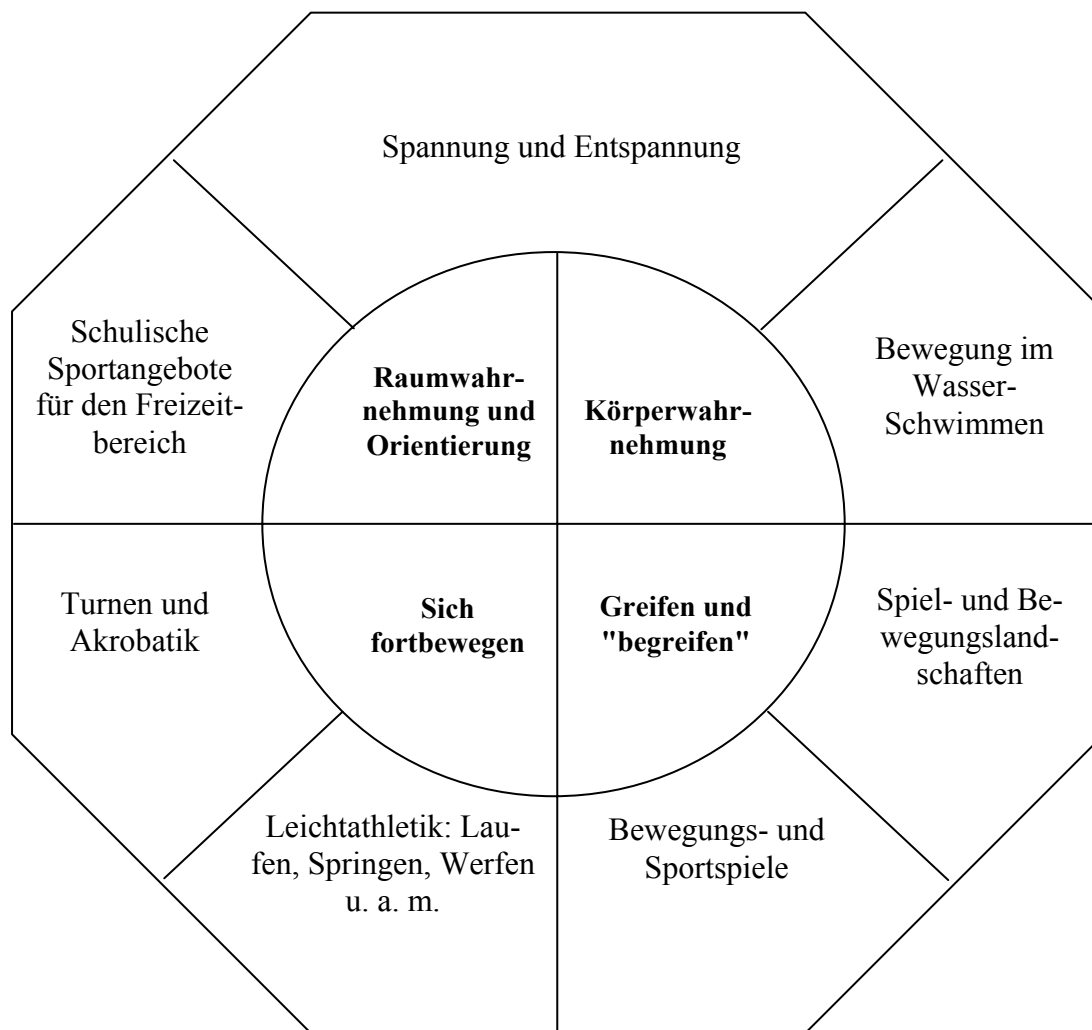 Spannung und Entspannung
Schulische
Sportangebote
für den Freizeit-
bereich
Raumwahr-
nehmung und
Orientierung
Körperwahr-
nehmung
Bewegung im
Wasser-
Schwimmen
Turnen und
Akrobatik
Sich
fortbewegen
Greifen und
"begreifen"
Spiel- und Be-
wegungsland-
schaften
Leichtathletik: Lau-
fen, Springen, Werfen
u. a. m.
Bewegungs- und
Sportspiele